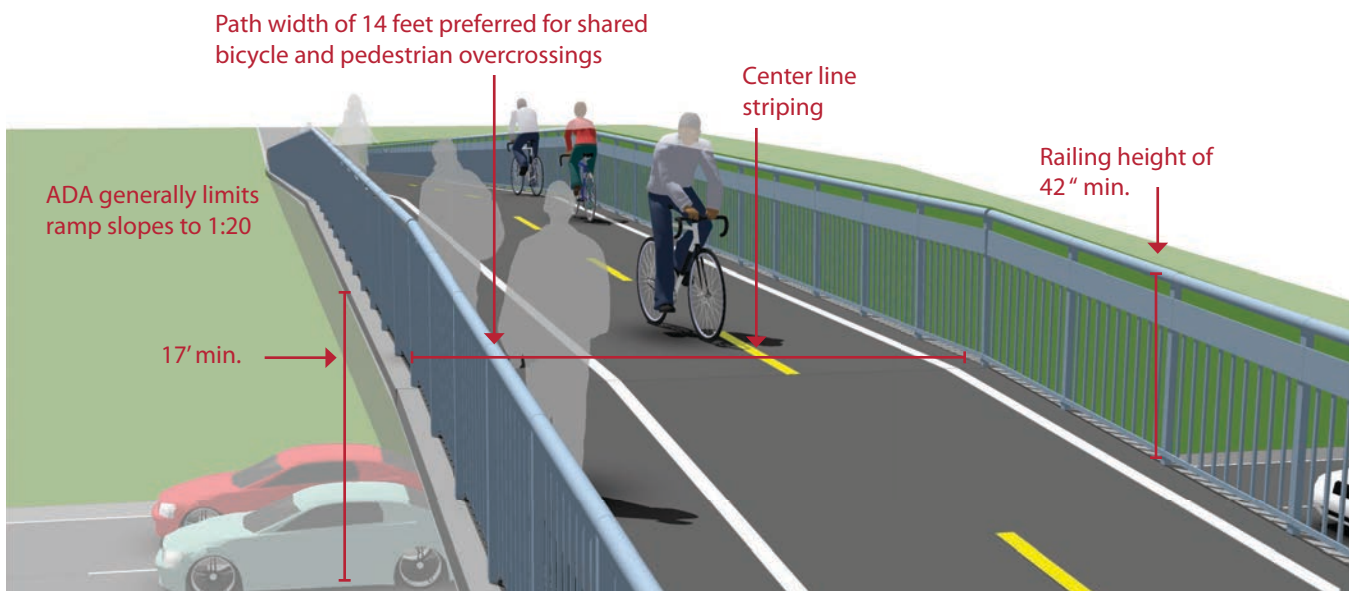 Path width of 14 feet preferred for shared
bicycle and pedestrian overcrossings
Center line
striping
Railing height of
42“ min.
ADA generally limits
ramp slopes to 1:20
17’ min.